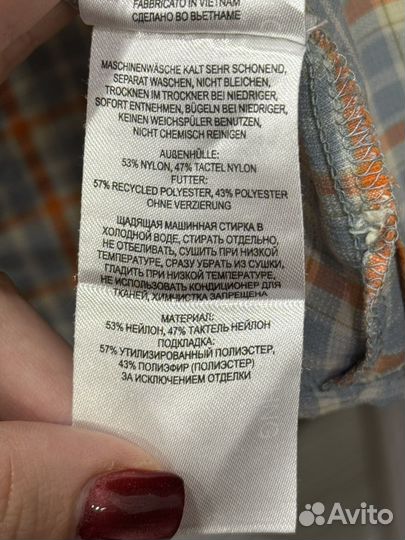 FABBRICATO IN VIETNAM
СДЕЛАНО ВО ВЬЕТНАМЕ
MASCHINENWÄSCHE KALT SEHR SCHONEND,
SEPARAT WASCHEN, NICHT BLEICHEN,
TROCKNEN IM TROCKNER BEI NIEDRIGER,
SOFORT ENTNEHMEN, BÜGELN BEI NIEDRIGER,
KEINEN WEICHSPÜLER BENUTZEN,
NICHT CHEMISCH REINIGEN
AUßENHÜLLE:
53% NYLON, 47% TACTEL NYLON
FUTTER:
57% RECYCLED POLYESTER, 43% POLYESTER
OHNE VERZIERUNG
ЩАДЯЩАЯ МАШИННАЯ СТИРКА В
ХОЛОДНОЙ ВОДЕ, СТИРАТЬ ОТДЕЛЬНО,
НЕ ОТБЕЛИВАТЬ, СУШИТЬ ПРИ НИЗКОЙ
ТЕМПЕРАТУРЕ, СРАЗУ УБРАТЬ ИЗ СУШКИ,
ГЛАДИТЬ ПРИ НИЗКОЙ ТЕМПЕРАТУРЕ,
НЕ ИСПОЛЬЗОВАТЬ КОНДИЦИОНЕР ДЛЯ
ТКАНЕЙ, ХИМЧИСТКА ЗАПРЕЩЕНА
МАТЕРИАЛ:
53% НЕЙЛОН, 47% ТАКТЕЛЬ НЕЙЛОН
ПОДКЛАДКА:
57% УТИЛИЗИРОВАННЫЙ ПОЛИЭСТЕР,
43% ПОЛИЭФИР (ПОЛИЭСТЕР)
ЗА ИСКЛЮЧЕНИЕМ ОТДЕЛКИ
Avito